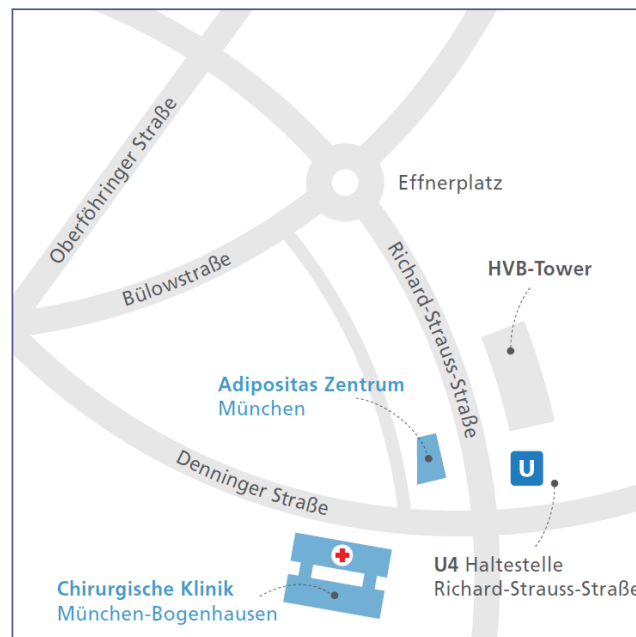 Oberföhringer Straße
Effnerplatz
Bülowstraße
Richard-Strauss-Straße
HVB-Tower
Adipositas Zentrum
München
Denninger Straße
U
U4 Haltestelle
Richard-Strauss-Straße
Chirurgische Klinik
München-Bogenhausen